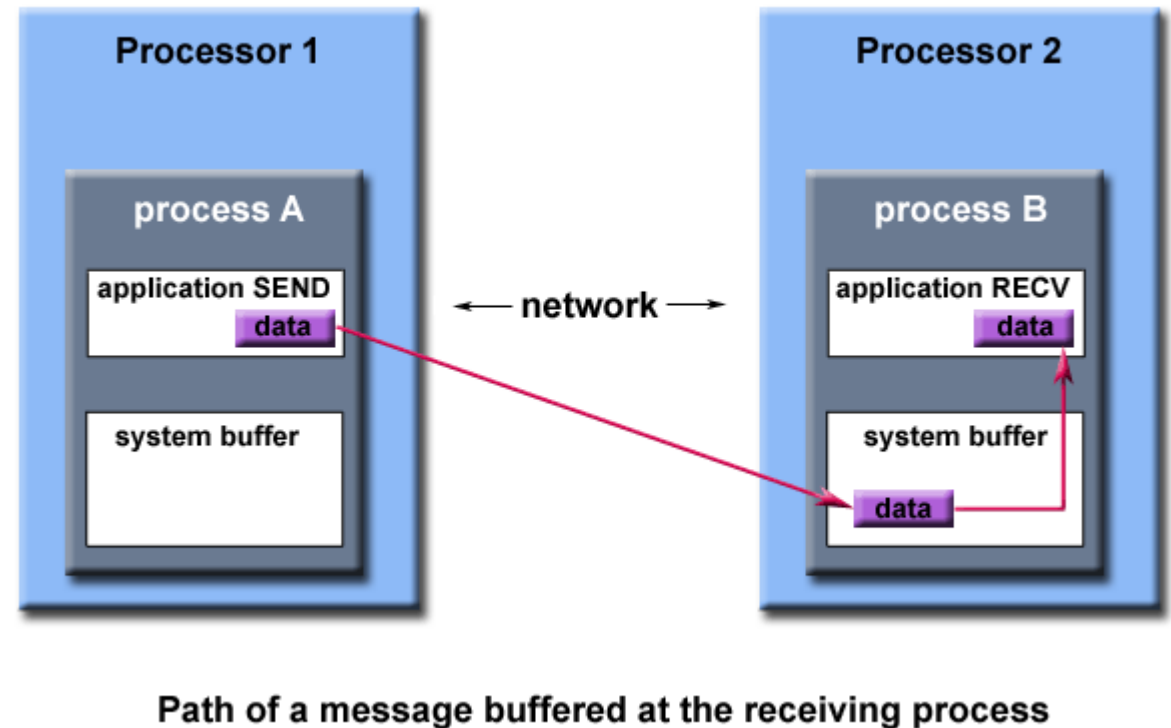 Processor 1
process A
application SEND
data
system buffer
network
Processor 2
process B
application RECV
data
system buffer
data
Path of a message buffered at the receiving process